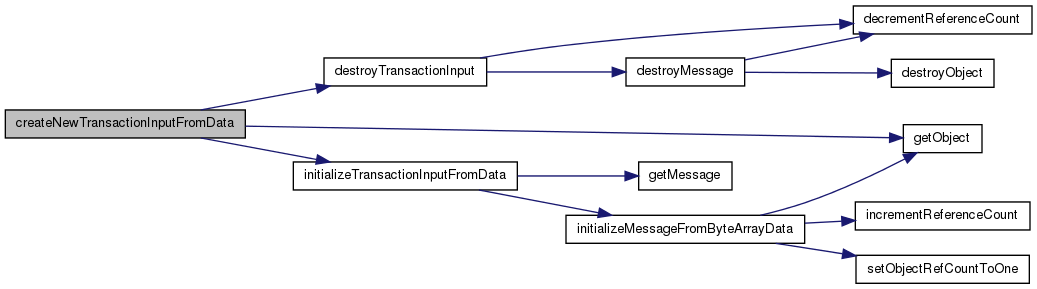 decrementReferenceCount
destroyTransactionInput
destroyMessage
destroyObject
createNewTransactionInputFromData
getObject
initializeTransactionInputFromData
getMessage
incrementReferenceCount
initializeMessageFromByteArrayData
setObjectRefCountToOne